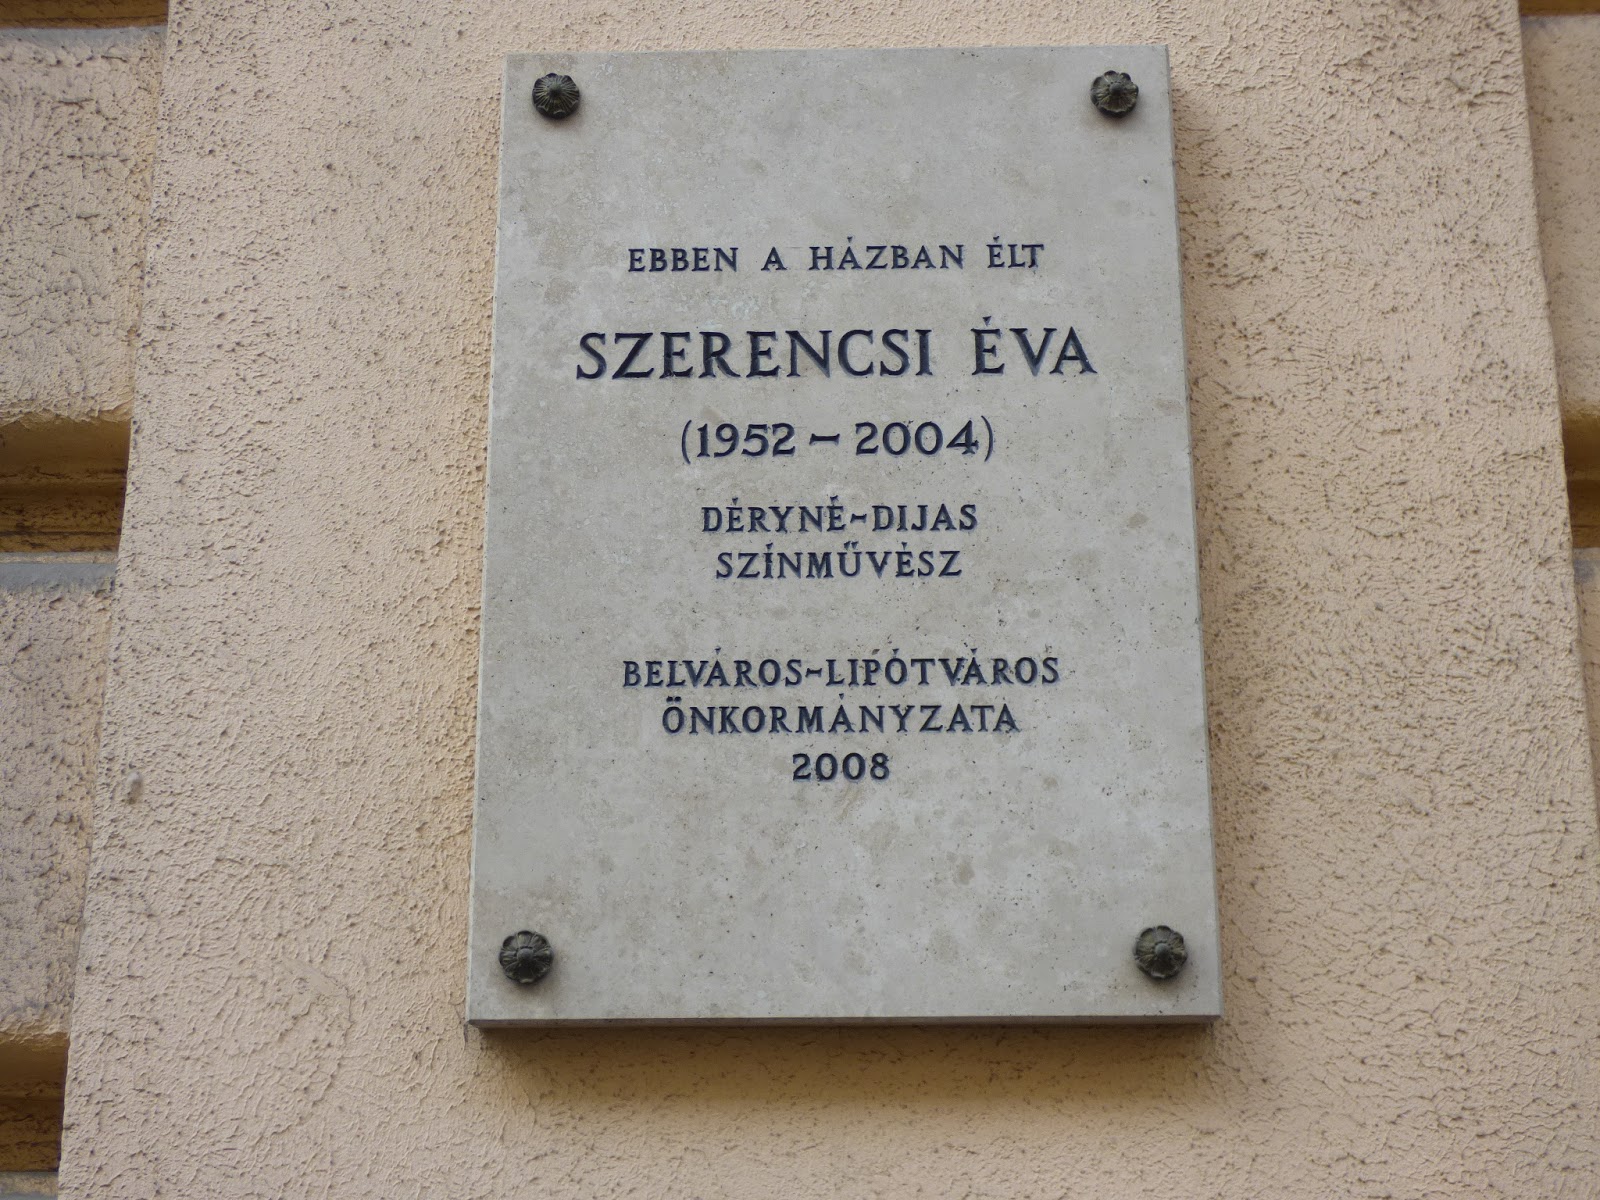 EBBEN A HÁZBAN ÉLT
SZERENCSI ÉVA
(1952 – 2004)
DÉRYNÉ-DIJAS
SZÍNMŰVÉSZ
BELVÁROS-LIPÓTVÁROS
ÖNKORMÁNYZATA
2008